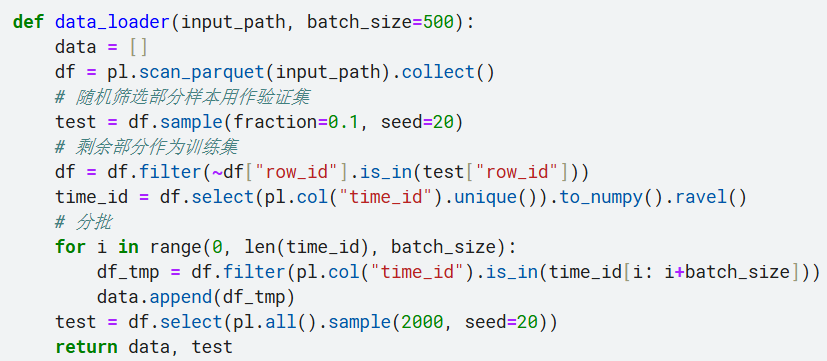 def data_loader(input_path, batch_size=500):
    data = []
    df = pl.scan_parquet(input_path).collect()
    # 随机筛选部分样本用作验证集
    test = df.sample(fraction=0.1, seed=20)
    # 剩余部分作为训练集
    df = df.filter(~df["row_id"].is_in(test["row_id"]))
    time_id = df.select(pl.col("time_id").unique()).to_numpy().ravel()
    # 分批
    for i in range(0, len(time_id), batch_size):
        df_tmp = df.filter(pl.col("time_id").is_in(time_id[i: i+batch_size]))
        data.append(df_tmp)
    test = df.select(pl.all().sample(2000, seed=20))
    return data, test